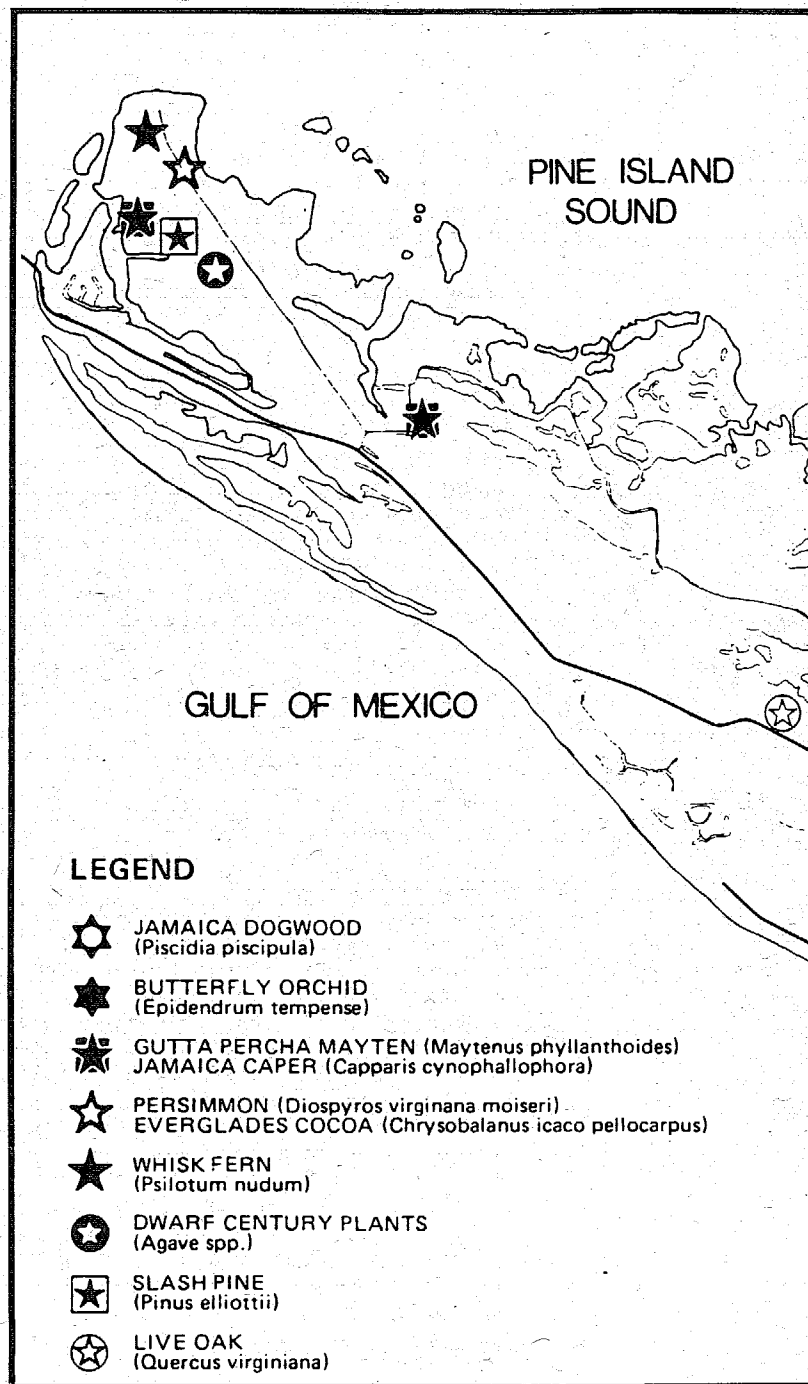 PINE ISLAND
SOUND
GULF OF MEXICO
LEGEND
JAMAICA DOGWOOD
(Piscidia piscipula)
BUTTERFLY ORCHID
(Epidendrum tempense)
GUTTA PERCHA MAYTEN (Maytenus phyllanthoides)
JAMAICA CAPER (Capparis cynophallophora)
PERSIMMON (Diospyros virginana moiseri)
EVERGLADES COCOA (Chrysobalanus icaco pellocarpus)
WHISK FERN
(Psilotum nudum)
DWARF CENTURY PLANTS
(Agave spp.)
SLASH PINE
(Pinus elliottii)
LIVE OAK
(Quercus virginiana)